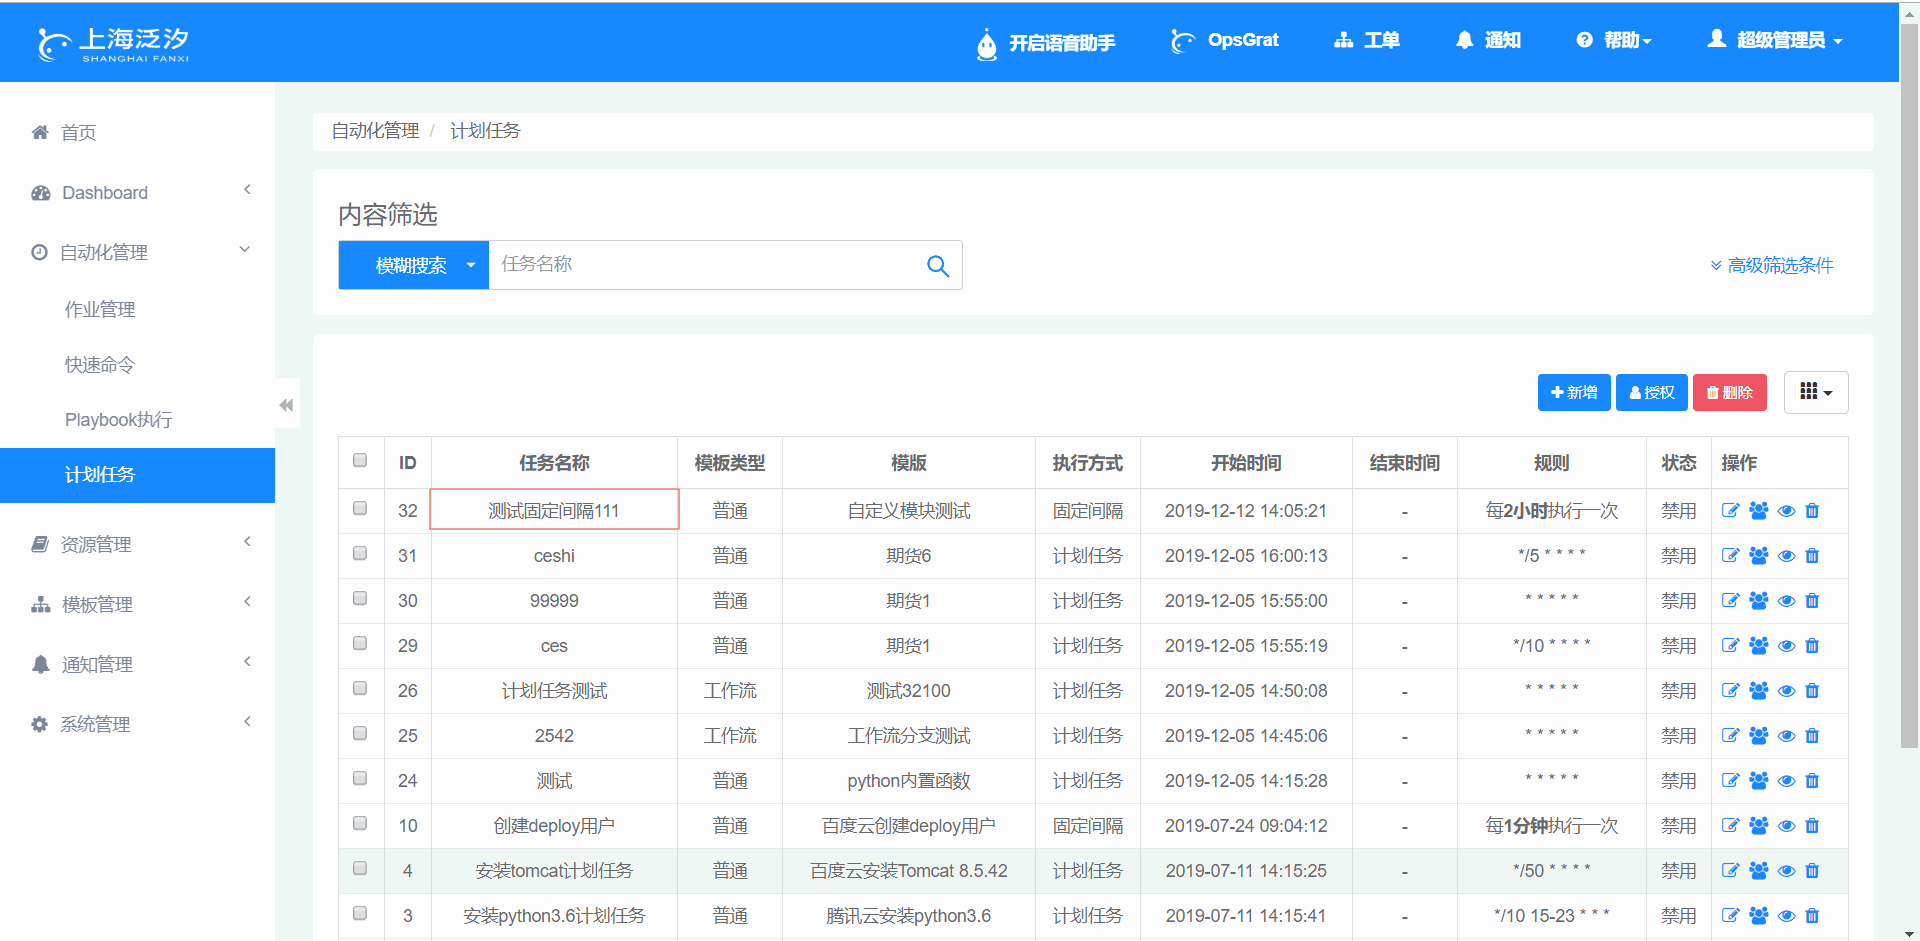 上海泛汐
SHANGHAI FANXI
开启语音助手
OpsGrat
工单
通知
帮助
超级管理员
首页
Dashboard
自动化管理
作业管理
快速命令
Playbook执行
计划任务
资源管理
模板管理
通知管理
系统管理
自动化管理 / 计划任务
内容筛选
模糊搜索 任务名称
高级筛选条件
新增 授权 删除
ID 任务名称 模板类型 模版 执行方式 开始时间 结束时间 规则 状态 操作
32 测试固定间隔111 普通 自定义模块测试 固定间隔 2019-12-12 14:05:21 - 每2小时执行一次 禁用
31 ceshi 普通 期货6 计划任务 2019-12-05 16:00:13 - */5 * * * * 禁用
30 99999 普通 期货1 计划任务 2019-12-05 15:55:00 - * * * * * 禁用
29 ces 普通 期货1 计划任务 2019-12-05 15:55:19 - */10 * * * * 禁用
26 计划任务测试 工作流 测试32100 计划任务 2019-12-05 14:50:08 - * * * * * 禁用
25 2542 工作流 工作流分支测试 计划任务 2019-12-05 14:45:06 - * * * * * 禁用
24 测试 普通 python内置函数 计划任务 2019-12-05 14:15:28 - * * * * * 禁用
10 创建deploy用户 普通 百度云创建deploy用户 固定间隔 2019-07-24 09:04:12 - 每1分钟执行一次 禁用
4 安装tomcat计划任务 普通 百度云安装Tomcat 8.5.42 计划任务 2019-07-11 14:15:25 - */50 * * * * 禁用
3 安装python3.6计划任务 普通 腾讯云安装python3.6 计划任务 2019-07-11 14:15:41 - */10 15-23 * * * 禁用